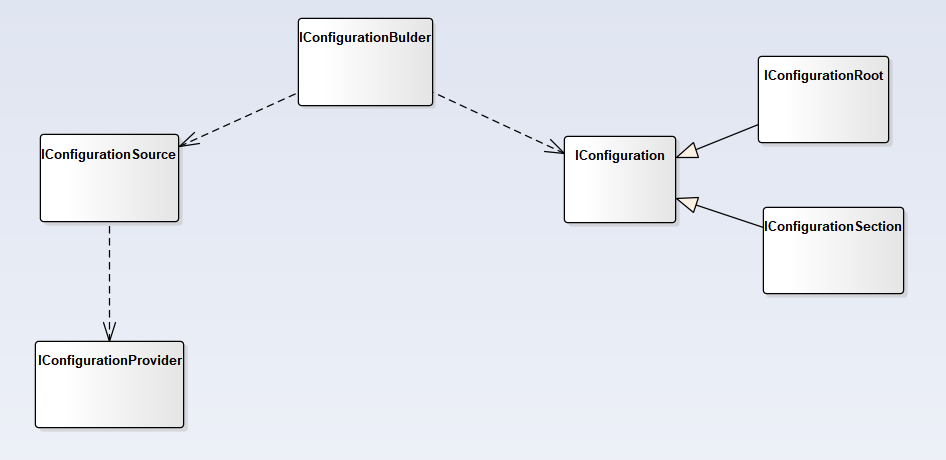 IConfigurationBulder
IConfigurationRoot
IConfigurationSource
IConfiguration
IConfigurationSection
IConfigurationProvider